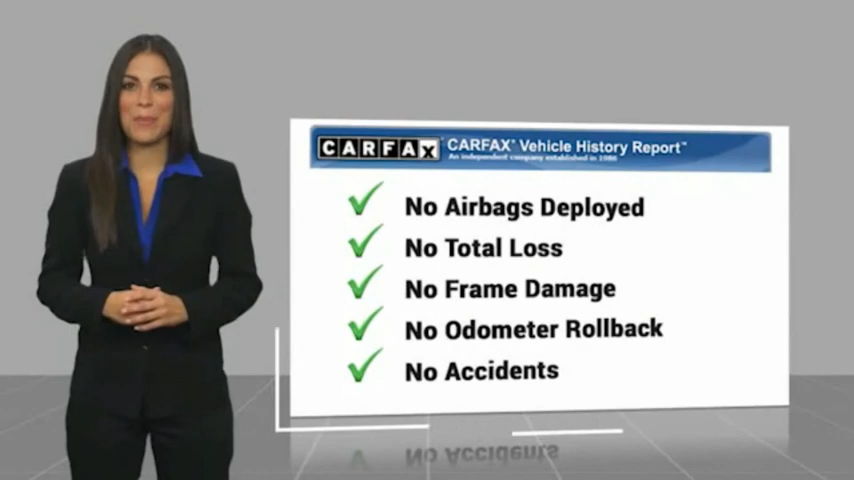 CARFAX CARFAX® Vehicle History Report™
An independent company established in 1986
No Airbags Deployed
No Total Loss
No Frame Damage
No Odometer Rollback
No Accidents
No Accidents